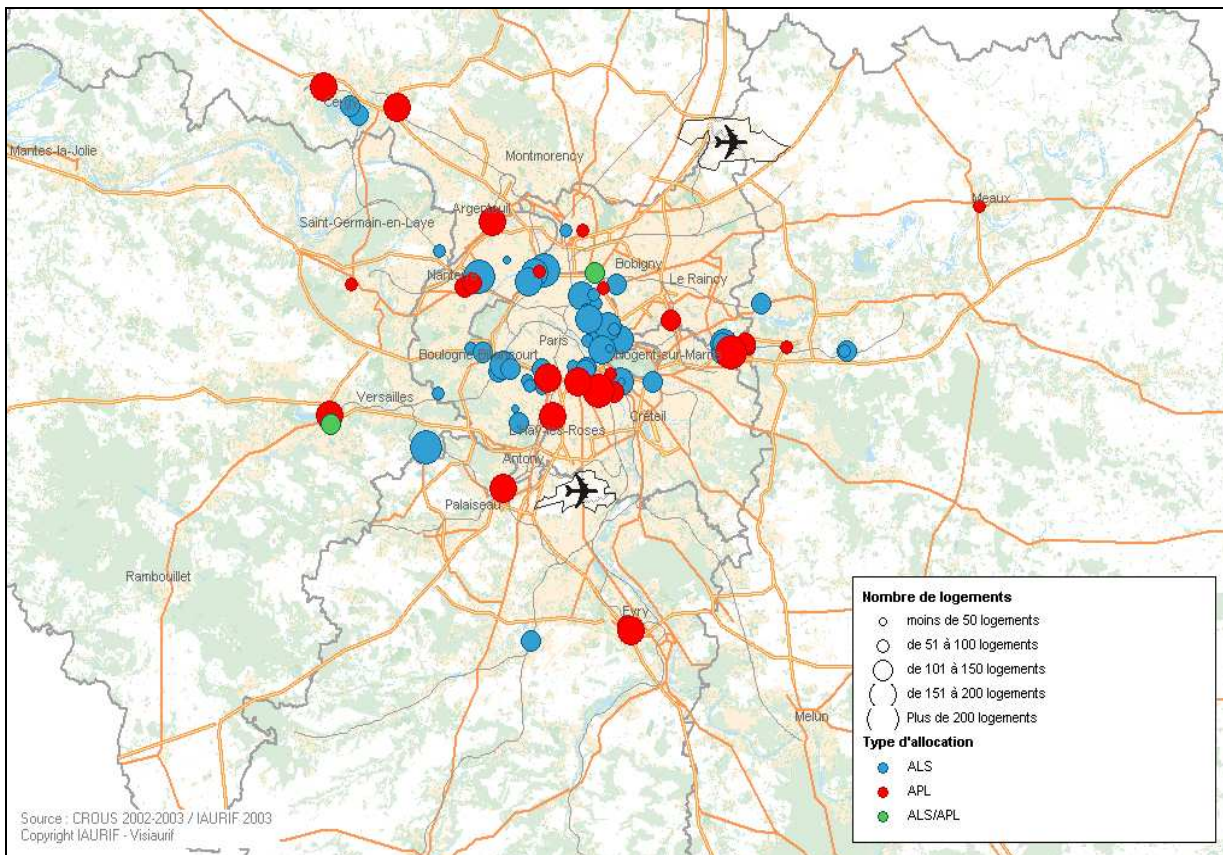 Cergy
Mantes-la-Jolie
Montmorency
Meaux
Saint-Germain-en-Laye
Argenteuil
Bobigny
Nanterre
Le Raincy
Paris
Boulogne-Billancourt
Nogent-sur-Marne
Versailles
Créteil
L'Haÿ-les-Roses
Antony
Palaiseau
Rambouillet
Evry
Melun
Nombre de logements
moins de 50 logements
de 51 à 100 logements
de 101 à 150 logements
de 151 à 200 logements
Plus de 200 logements
Type d'allocation
ALS
APL
ALS/APL
Source : CROUS 2002-2003 / IAURIF 2003
Copyright IAURIF - Visiaurif